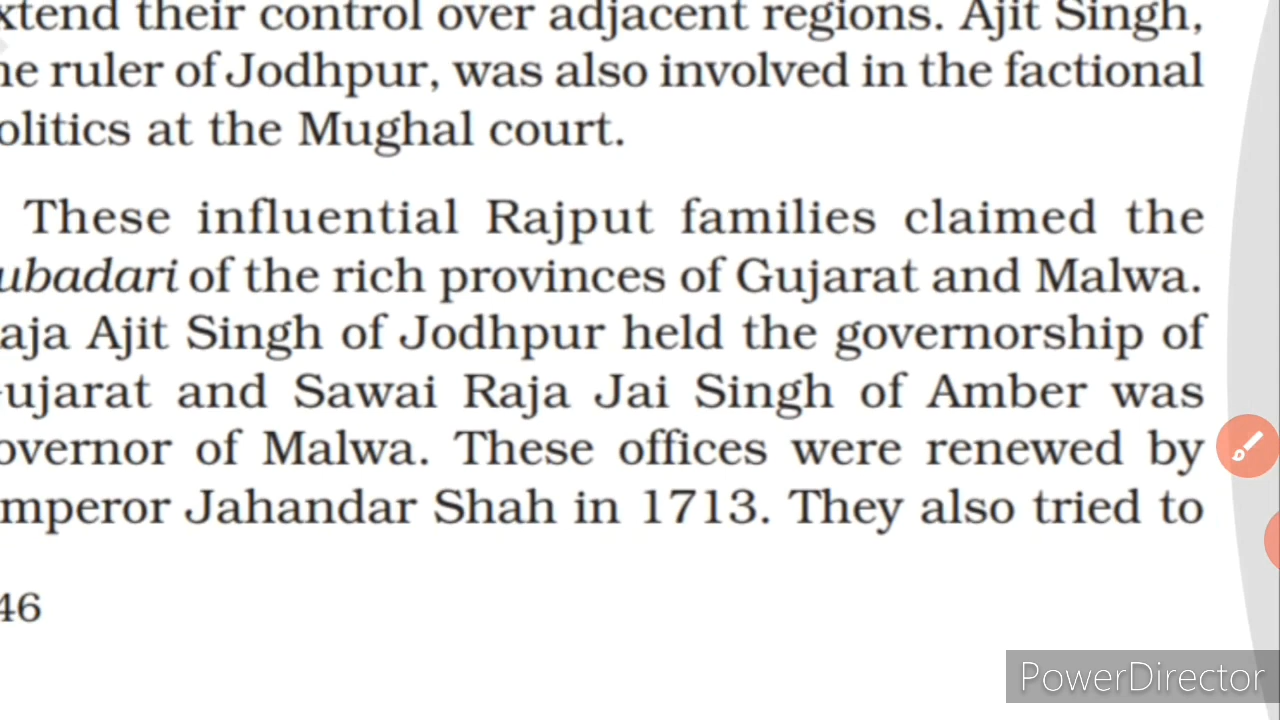 xtend their control over adjacent regions. Ajit Singh,
he ruler of Jodhpur, was also involved in the factional
olitics at the Mughal court.
These influential Rajput families claimed the
ubadari of the rich provinces of Gujarat and Malwa.
aja Ajit Singh of Jodhpur held the governorship of
ujarat and Sawai Raja Jai Singh of Amber was
overnor of Malwa. These offices were renewed by
mperor Jahandar Shah in 1713. They also tried to
46
PowerDirector